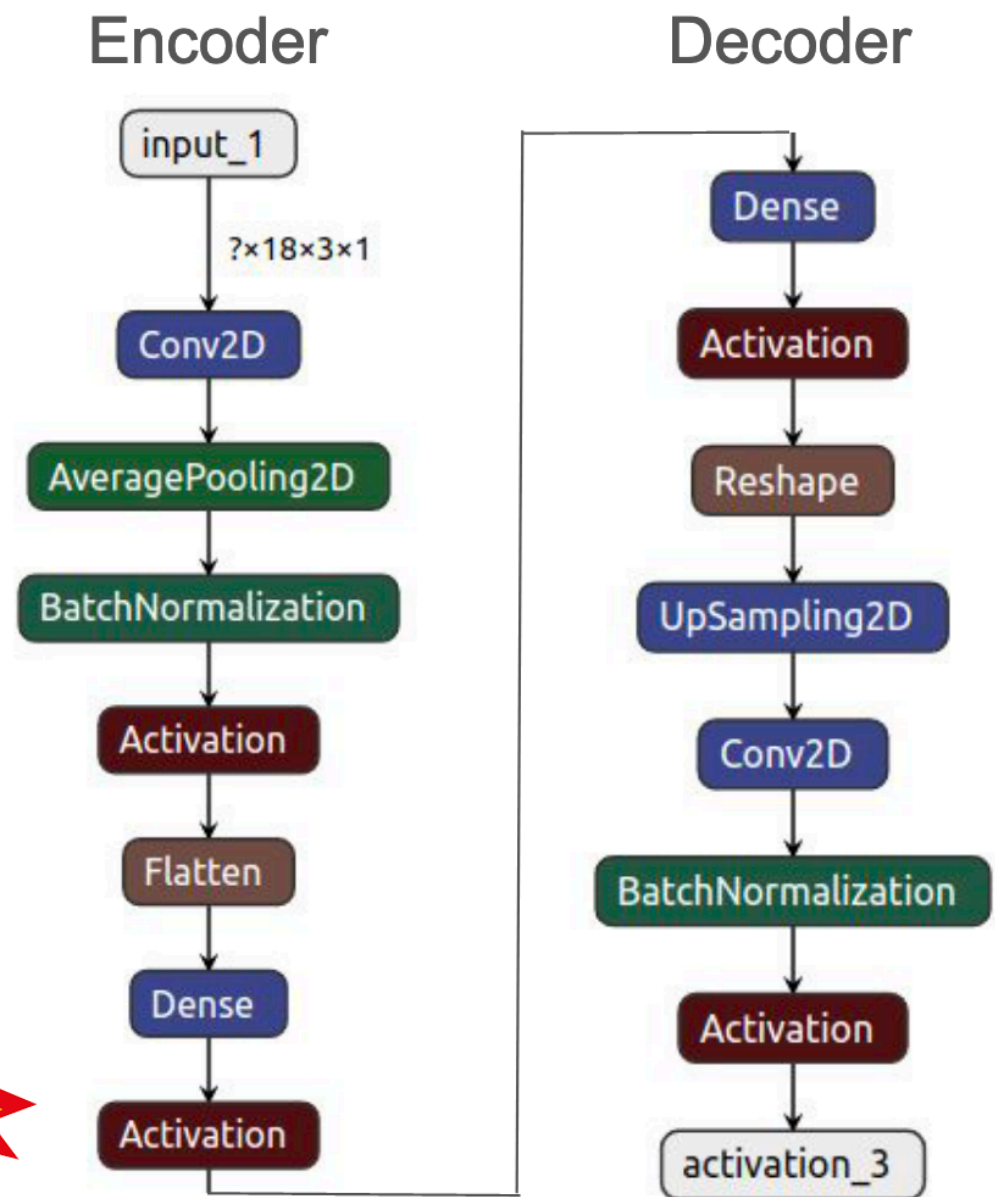 Encoder
input_1
?×18×3×1
Conv2D
AveragePooling2D
BatchNormalization
Activation
Flatten
Dense
Activation
Decoder
Dense
Activation
Reshape
UpSampling2D
Conv2D
BatchNormalization
Activation
activation_3